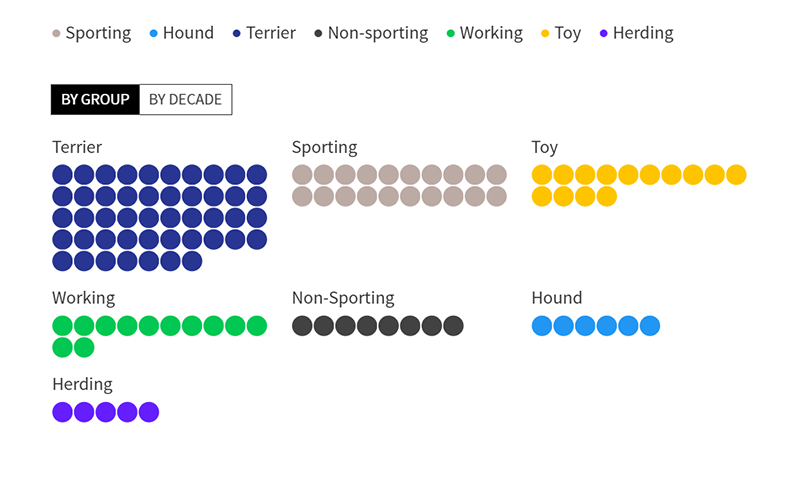 Sporting Hound Terrier Non-sporting Working Toy Herding
BY GROUP BY DECADE
Terrier Sporting Toy
Working Non-Sporting Hound
Herding